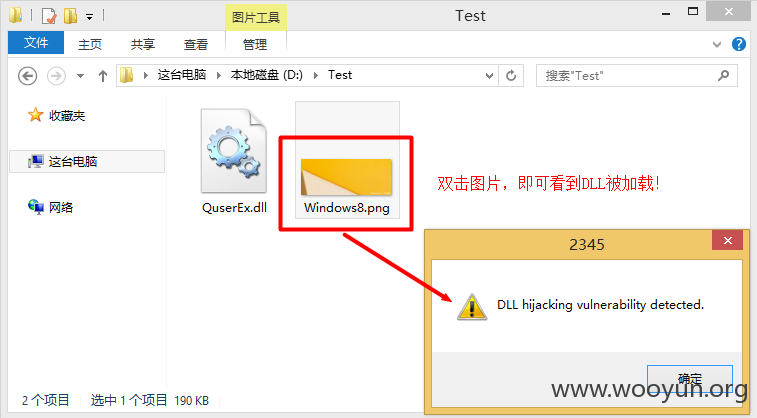 图片工具
Test
文件
主页
共享
查看
管理
这台电脑
本地磁盘 (D:)
Test
搜索"Test"
收藏夹
这台电脑
网络
QuserEx.dll
Windows8.png
双击图片，即可看到DLL被加载！
2345
DLL hijacking vulnerability detected.
确定
2 个项目
选中 1 个项目 190 KB
www.wooyun.org